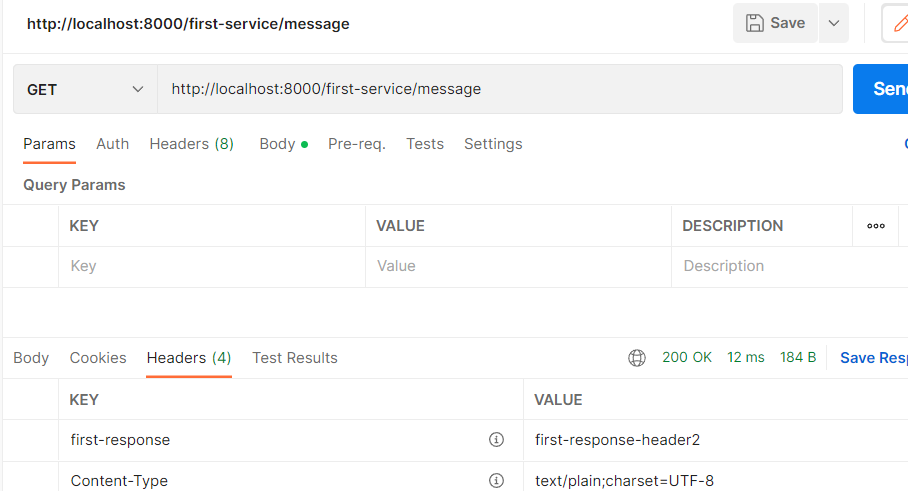 http://localhost:8000/first-service/message
Save
GET http://localhost:8000/first-service/message
Params Auth Headers (8) Body Pre-req. Tests Settings
Query Params
KEY VALUE DESCRIPTION
Key Value Description
Body Cookies Headers (4) Test Results 200 OK 12 ms 184 B Save
KEY VALUE
first-response first-response-header2
Content-Type text/plain;charset=UTF-8